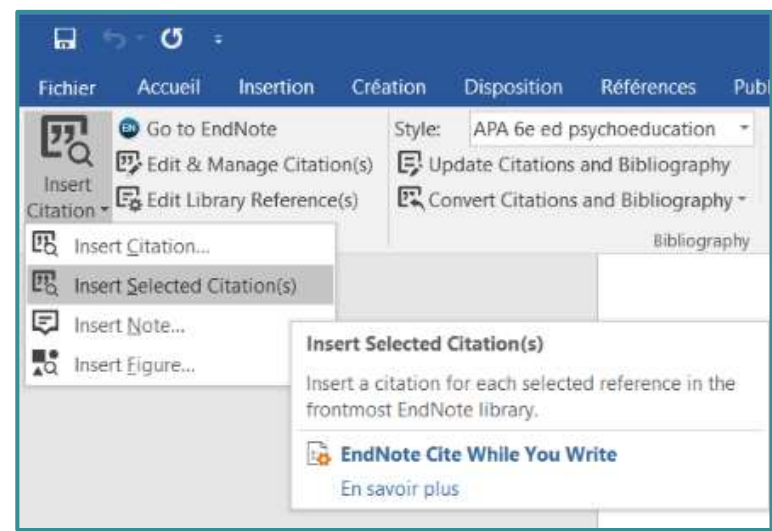 Fichier Accueil Insertion Création Disposition Références Publ
Insert Citation
EN Go to EndNote
Edit & Manage Citation(s)
Edit Library Reference(s)
Style: APA 6e ed psychoeducation
Update Citations and Bibliography
Convert Citations and Bibliography
Bibliography
Insert Citation...
Insert Selected Citation(s)
Insert Note...
Insert Figure...
Insert Selected Citation(s)
Insert a citation for each selected reference in the
frontmost EndNote library.
EndNote Cite While You Write
En savoir plus